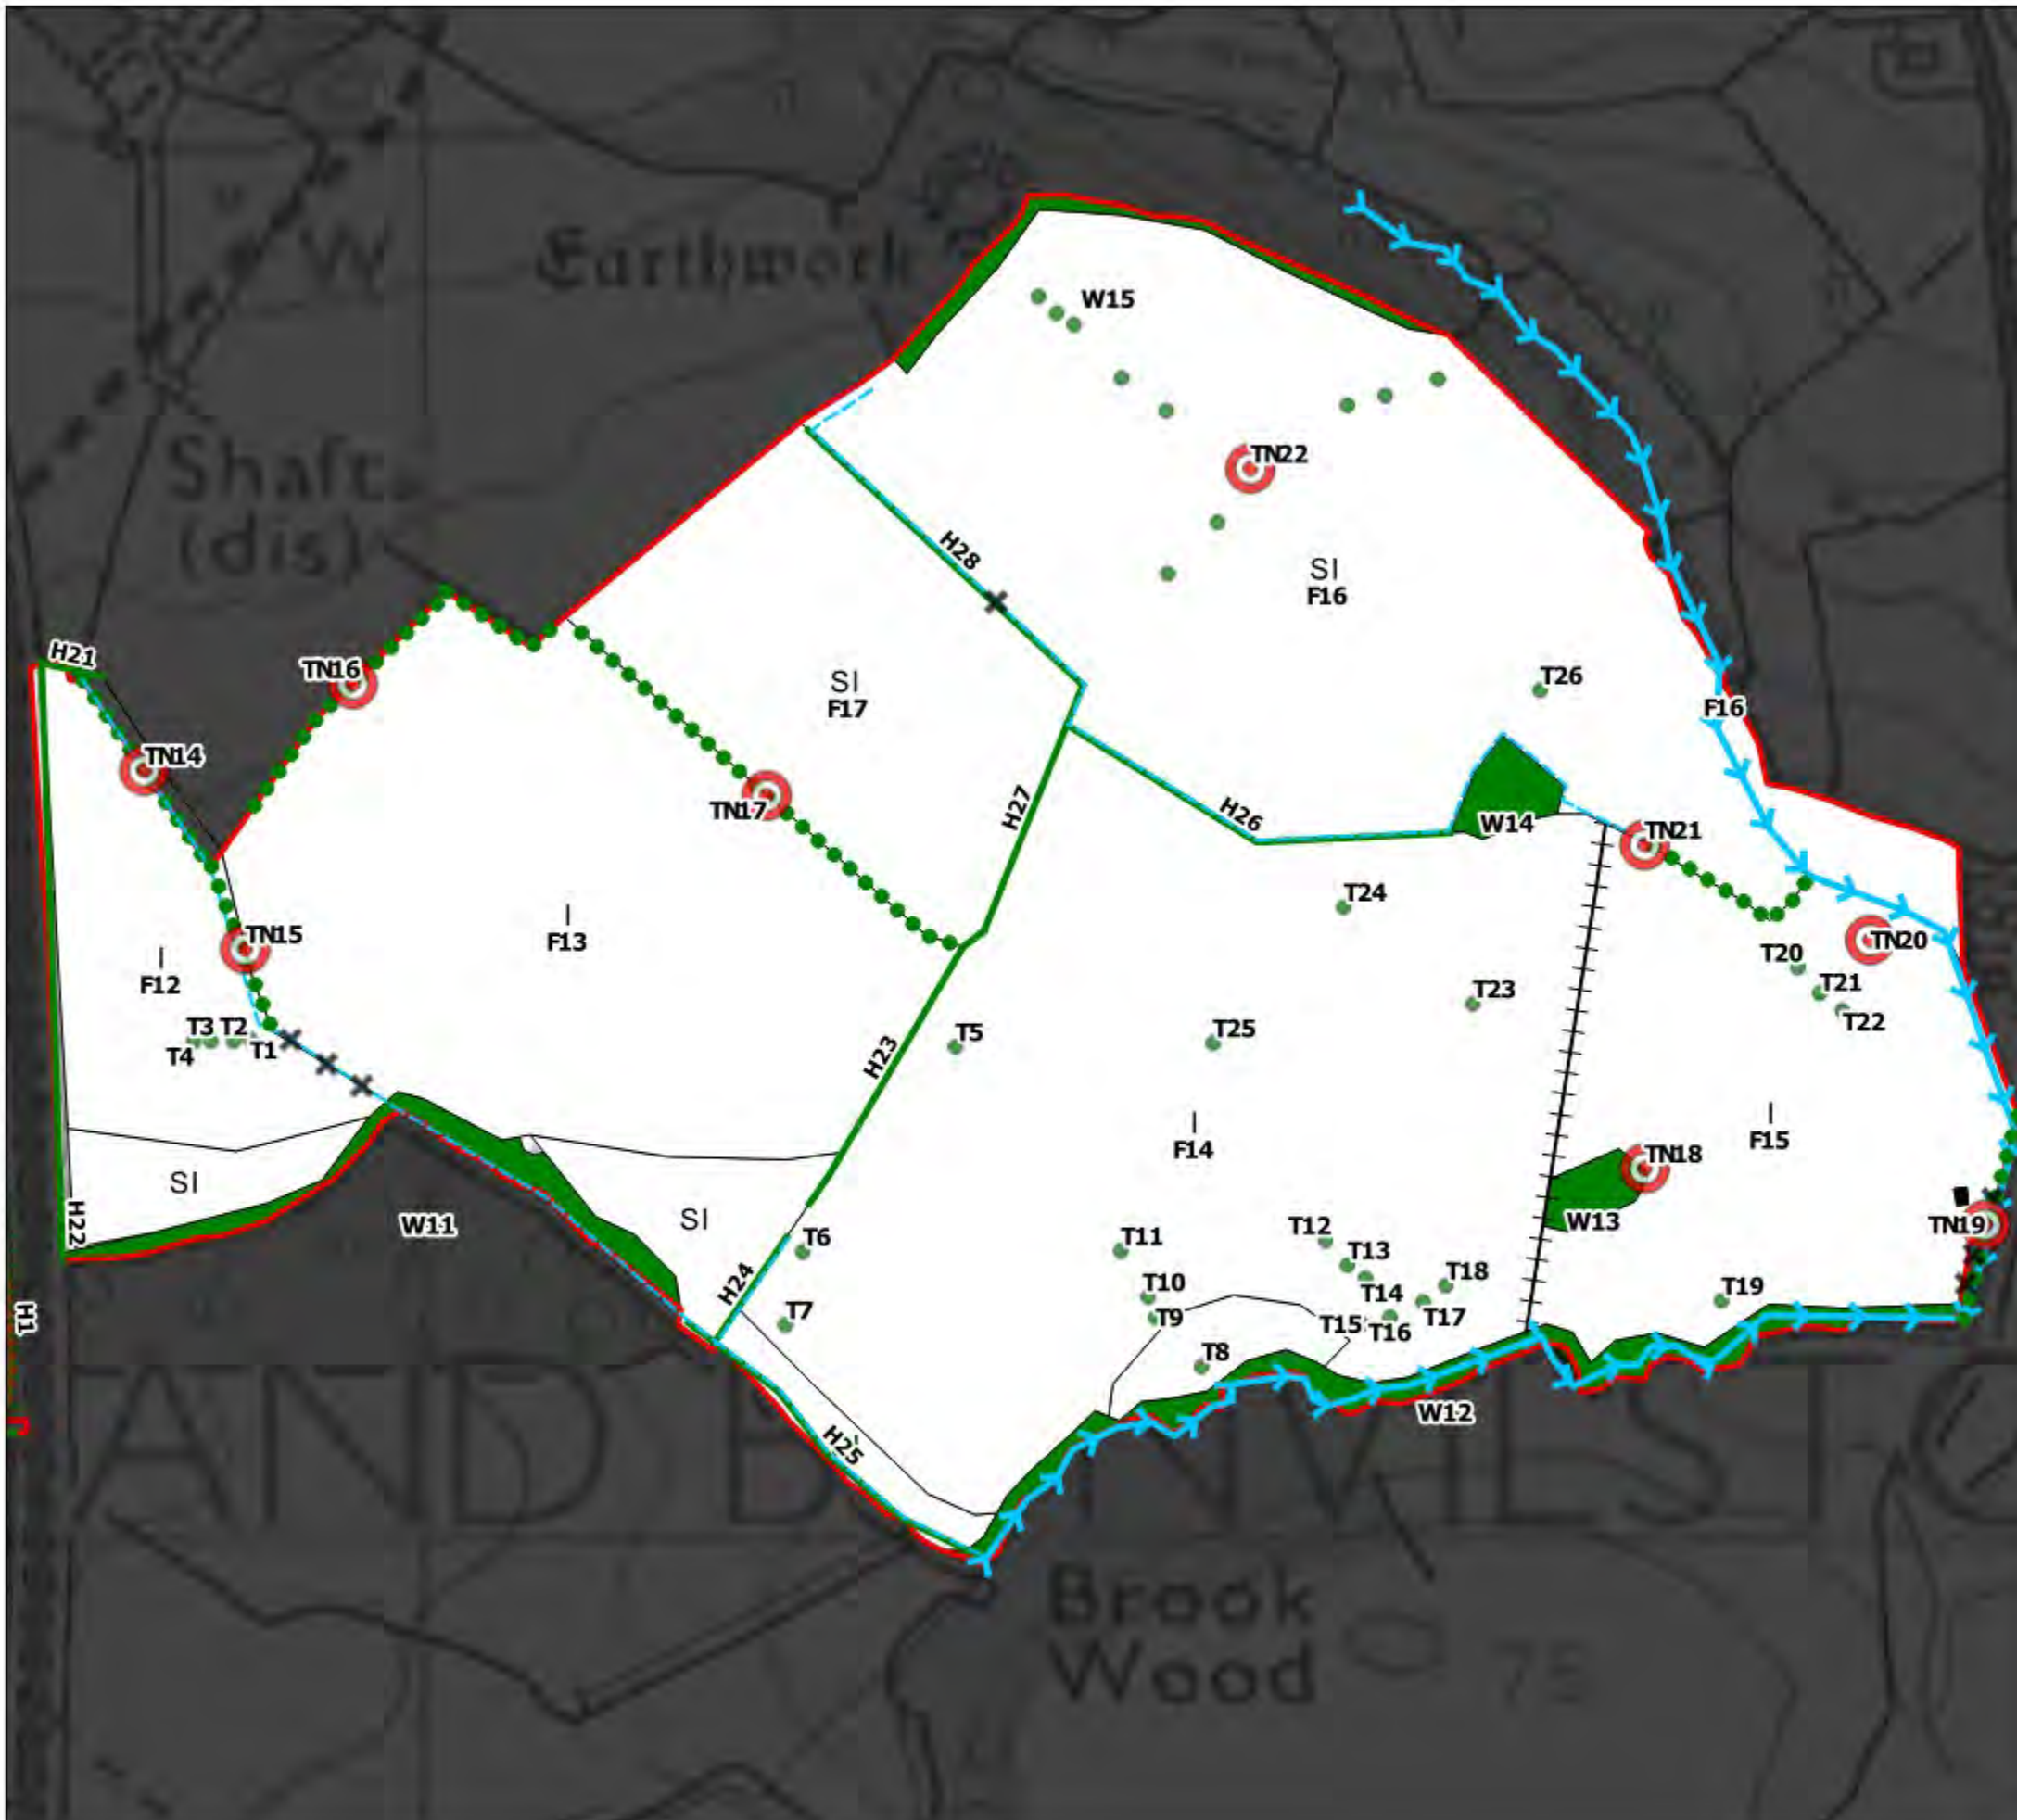 Earthwork
W
W15
Shaft
(dis)
TN22
H28
SI
F16
H21
TN16
SI
F17
T26
F16
TN14
TN17
H27
H26
W14
TN21
T24
TN15
I
F13
TN20
T20
I
F12
T21
T23
T22
T3 T2
T4
T1
T5
T25
H23
I
F14
I
F15
TN18
SI
H22
W11
SI
W13
TN19
T6
T11
T12
T13
H24
T10
T14
T18
T19
H1
T7
T9
T15
T16
T17
T8
W12
H25
AND
Brook
Wood
75